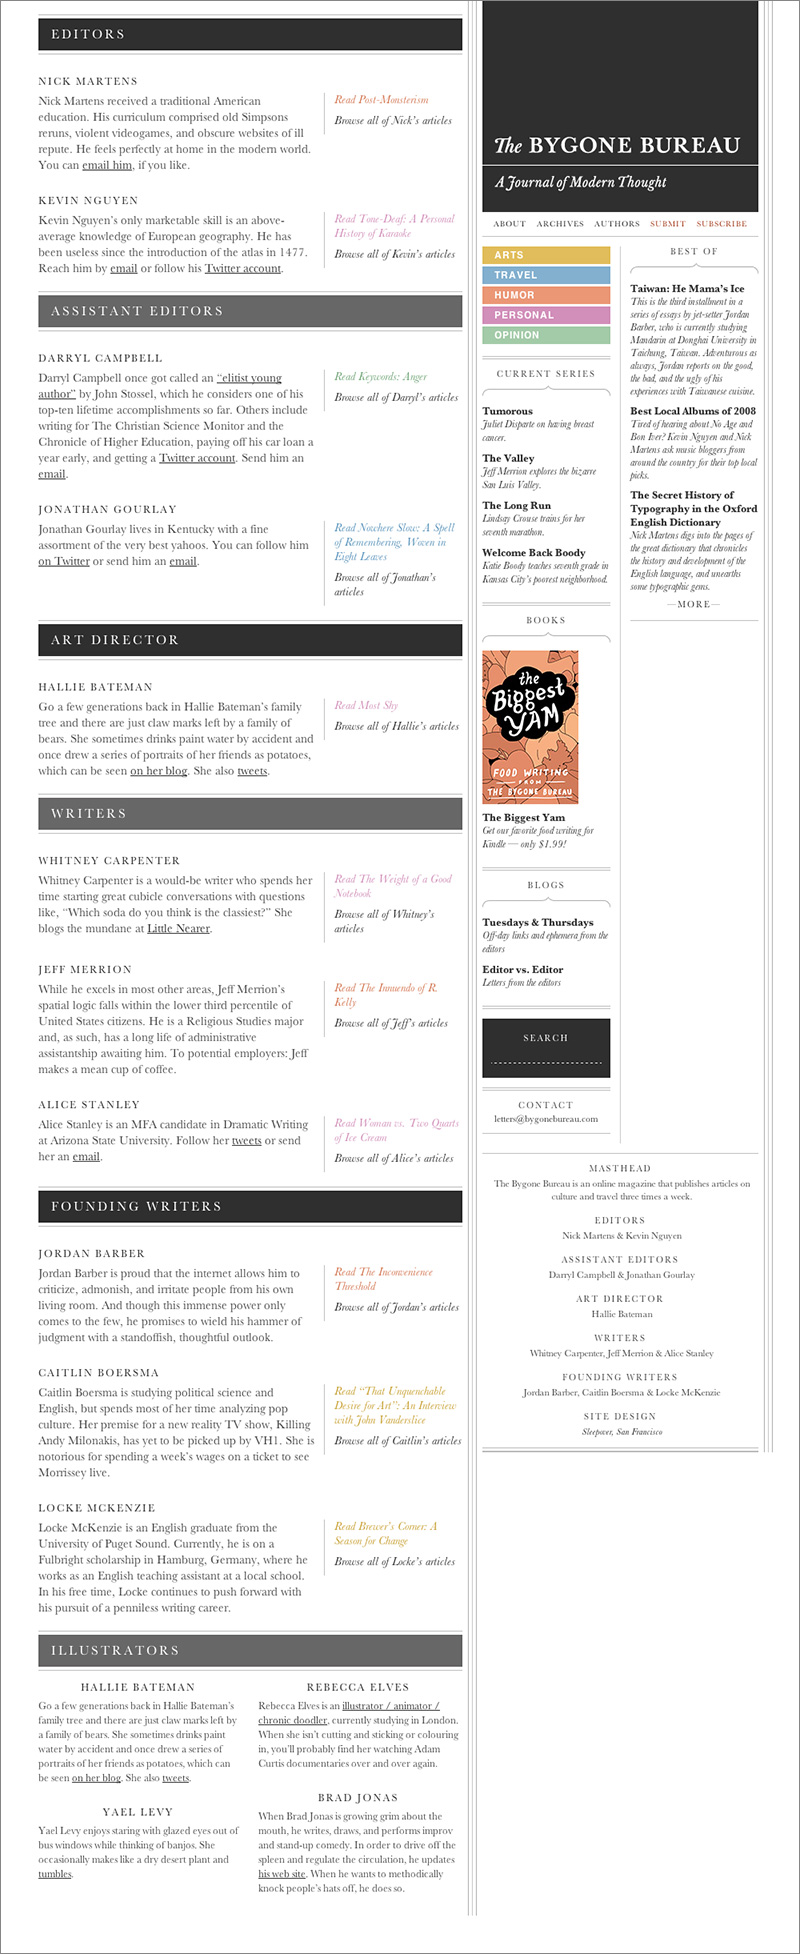 EDITORS
NICK MARTENS
Nick Martens received a traditional American
education. His curriculum comprised old Simpsons
reruns, violent videogames, and obscure websites of ill
repute. He feels perfectly at home in the modern world.
You can email him, if you like.
Read Post-Monsterism
Browse all of Nick's articles
KEVIN NGUYEN
Kevin Nguyen's only marketable skill is an above-
average knowledge of European geography. He has
been useless since the introduction of the atlas in 1477.
Reach him by email or follow his Twitter account.
Read Tone-Deaf: A Personal
History of Karaoke
Browse all of Kevin's articles
ASSISTANT EDITORS
DARRYL CAMPBELL
Darryl Campbell once got called an “elitist young
author” by John Stossel, which he considers one of his
top-ten lifetime accomplishments so far. Others include
writing for The Christian Science Monitor and the
Chronicle of Higher Education, paying off his car loan a
year early, and getting a Twitter account. Send him an
email.
Read Keywords: Anger
Browse all of Darryl's articles
JONATHAN GOURLAY
Jonathan Gourlay lives in Kentucky with a fine
assortment of the very best yahoos. You can follow him
on Twitter or send him an email.
Read Nowhere Slow: A Spell
of Remembering, Woven in
Eight Leaves
Browse all of Jonathan's
articles
ART DIRECTOR
HALLIE BATEMAN
Go a few generations back in Hallie Bateman's family
tree and there are just claw marks left by a family of
bears. She sometimes drinks paint water by accident and
once drew a series of portraits of her friends as potatoes,
which can be seen on her blog. She also tweets.
Read Most Shy
Browse all of Hallie's articles
WRITERS
WHITNEY CARPENTER
Whitney Carpenter is a would-be writer who spends her
time starting great cubicle conversations with questions
like, “Which soda do you think is the classiest?” She
blogs the mundane at Little Nearer.
Read The Weight of a Good
Notebook
Browse all of Whitney's
articles
JEFF MERRION
While he excels in most other areas, Jeff Merrion's
spatial logic falls within the lower third percentile of
United States citizens. He is a Religious Studies major
and, as such, has a long life of administrative
assistantship awaiting him. To potential employers: Jeff
makes a mean cup of coffee.
Read The Innuendo of R.
Kelly
Browse all of Jeff's articles
ALICE STANLEY
Alice Stanley is an MFA candidate in Dramatic Writing
at Arizona State University. Follow her tweets or send
her an email.
Read Woman vs. Two Quarts
of Ice Cream
Browse all of Alice's articles
FOUNDING WRITERS
JORDAN BARBER
Jordan Barber is proud that the internet allows him to
criticize, admonish, and irritate people from his own
living room. And though this immense power only
comes to the few, he promises to wield his hammer of
judgment with a standoffish, thoughtful outlook.
Read The Inconvenience
Threshold
Browse all of Jordan's articles
CAITLIN BOERSMA
Caitlin Boersma is studying political science and
English, but spends most of her time analyzing pop
culture. Her premise for a new reality TV show, Killing
Andy Milonakis, has yet to be picked up by VH1. She is
notorious for spending a week's wages on a ticket to see
Morrissey live.
Read “That Unquenchable
Desire for Art”: An Interview
with John Vanderslice
Browse all of Caitlin's articles
LOCKE MCKENZIE
Locke McKenzie is an English graduate from the
University of Puget Sound. Currently, he is on a
Fulbright scholarship in Hamburg, Germany, where he
works as an English teaching assistant at a local school.
In his free time, Locke continues to push forward with
his pursuit of a penniless writing career.
Read Brewer's Corner: A
Season for Change
Browse all of Locke's articles
ILLUSTRATORS
HALLIE BATEMAN
Go a few generations back in Hallie Bateman's
family tree and there are just claw marks left by
a family of bears. She sometimes drinks paint
water by accident and once drew a series of
portraits of her friends as potatoes, which can
be seen on her blog. She also tweets.
YAEL LEVY
Yael Levy enjoys staring with glazed eyes out of
bus windows while thinking of banjos. She
occasionally makes like a dry desert plant and
tumbles.
REBECCA ELVES
Rebecca Elves is an illustrator / animator /
chronic doodler, currently studying in London.
When she isn't cutting and sticking or colouring
in, you'll probably find her watching Adam
Curtis documentaries over and over again.
BRAD JONAS
When Brad Jonas is growing grim about the
mouth, he writes, draws, and performs improv
and stand-up comedy. In order to drive off the
spleen and regulate the circulation, he updates
his web site. When he wants to methodically
knock people's hats off, he does so.
The BYGONE BUREAU
A Journal of Modern Thought
ABOUT ARCHIVES AUTHORS SUBMIT SUBSCRIBE
ARTS
TRAVEL
HUMOR
PERSONAL
OPINION
CURRENT SERIES
Tumorous
Juliet Disparte on having breast
cancer.
The Valley
Jeff Merrion explores the bizarre
San Luis Valley.
The Long Run
Lindsay Crouse trains for her
seventh marathon.
Welcome Back Boody
Katie Boody teaches seventh grade in
Kansas City's poorest neighborhood.
BOOKS
the
Biggest
YAM
FOOD WRITING
FROM
THE BYGONE BUREAU
The Biggest Yam
Get our favorite food writing for
Kindle — only $1.99!
BLOGS
Tuesdays & Thursdays
Off-day links and ephemera from the
editors
Editor vs. Editor
Letters from the editors
SEARCH
CONTACT
letters@bygonebureau.com
BEST OF
Taiwan: He Mama's Ice
This is the third installment in a
series of essays by jet-setter Jordan
Barber, who is currently studying
Mandarin at Donghai University in
Taichung, Taiwan. Adventurous as
always, Jordan reports on the good,
the bad, and the ugly of his
experiences with Taiwanese cuisine.
Best Local Albums of 2008
Tired of hearing about No Age and
Bon Iver? Kevin Nguyen and Nick
Martens ask music bloggers from
around the country for their top local
picks.
The Secret History of
Typography in the Oxford
English Dictionary
Nick Martens digs into the pages of
the great dictionary that chronicles
the history and development of the
English language, and unearths
some typographic gems.
—MORE—
MASTHEAD
The Bygone Bureau is an online magazine that publishes articles on
culture and travel three times a week.
EDITORS
Nick Martens & Kevin Nguyen
ASSISTANT EDITORS
Darryl Campbell & Jonathan Gourlay
ART DIRECTOR
Hallie Bateman
WRITERS
Whitney Carpenter, Jeff Merrion & Alice Stanley
FOUNDING WRITERS
Jordan Barber, Caitlin Boersma & Locke McKenzie
SITE DESIGN
Sleepover, San Francisco